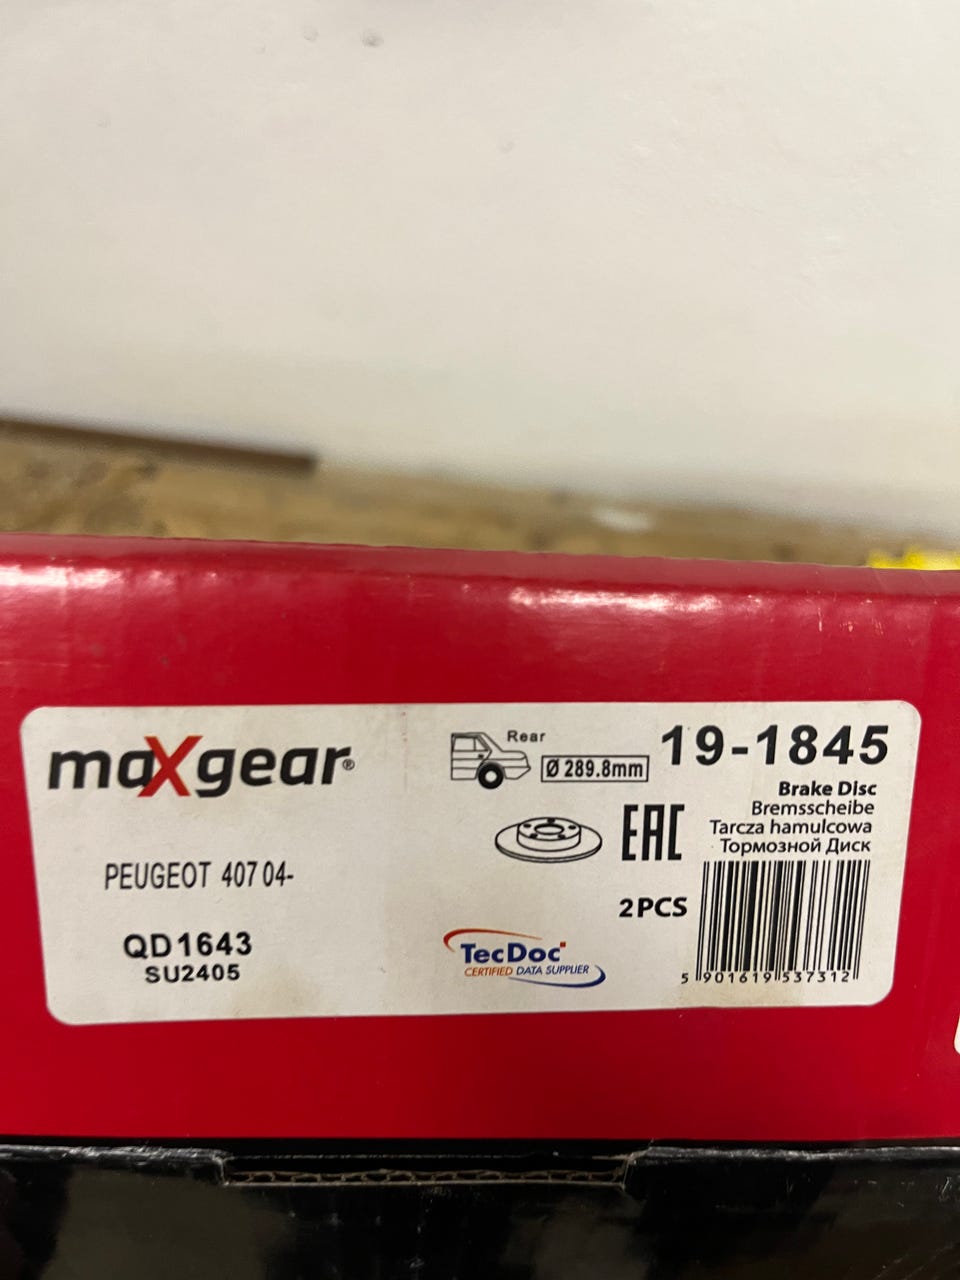 maXgear®
Rear
Ø 289.8mm
19-1845
Brake Disc
Bremsscheibe
Tarcza hamulcowa
Тормозной Диск
EAC
2PCS
PEUGEOT 407 04-
QD1643
SU2405
TecDoc
CERTIFIED DATA SUPPLIER
5 901619 537312